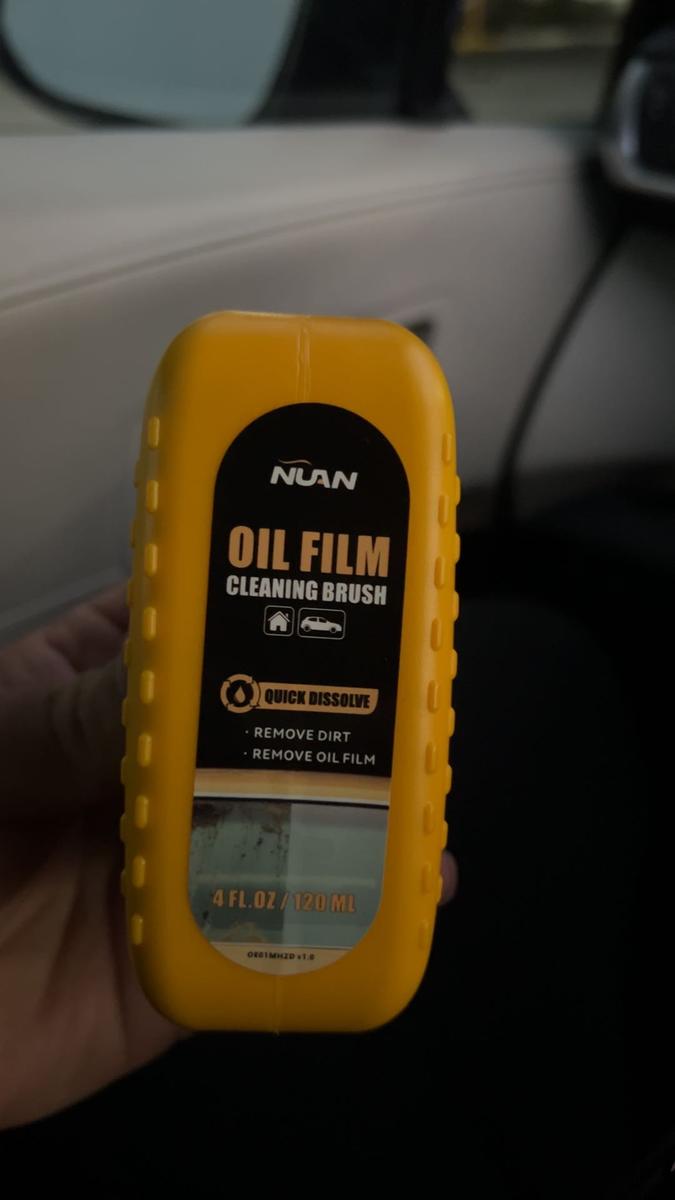 NUAN
OIL FILM
CLEANING BRUSH
QUICK DISSOLVE
· REMOVE DIRT
· REMOVE OIL FILM
4 FL.OZ / 120 ML